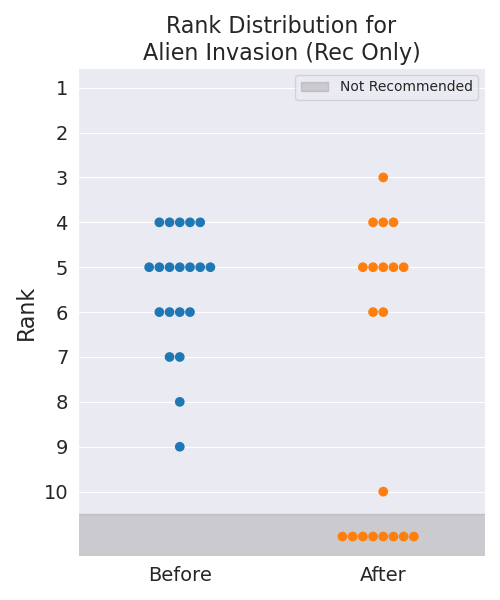 Rank Distribution for
Alien Invasion (Rec Only)
Not Recommended
Rank
1
2
3
4
5
6
7
8
9
10
Before
After